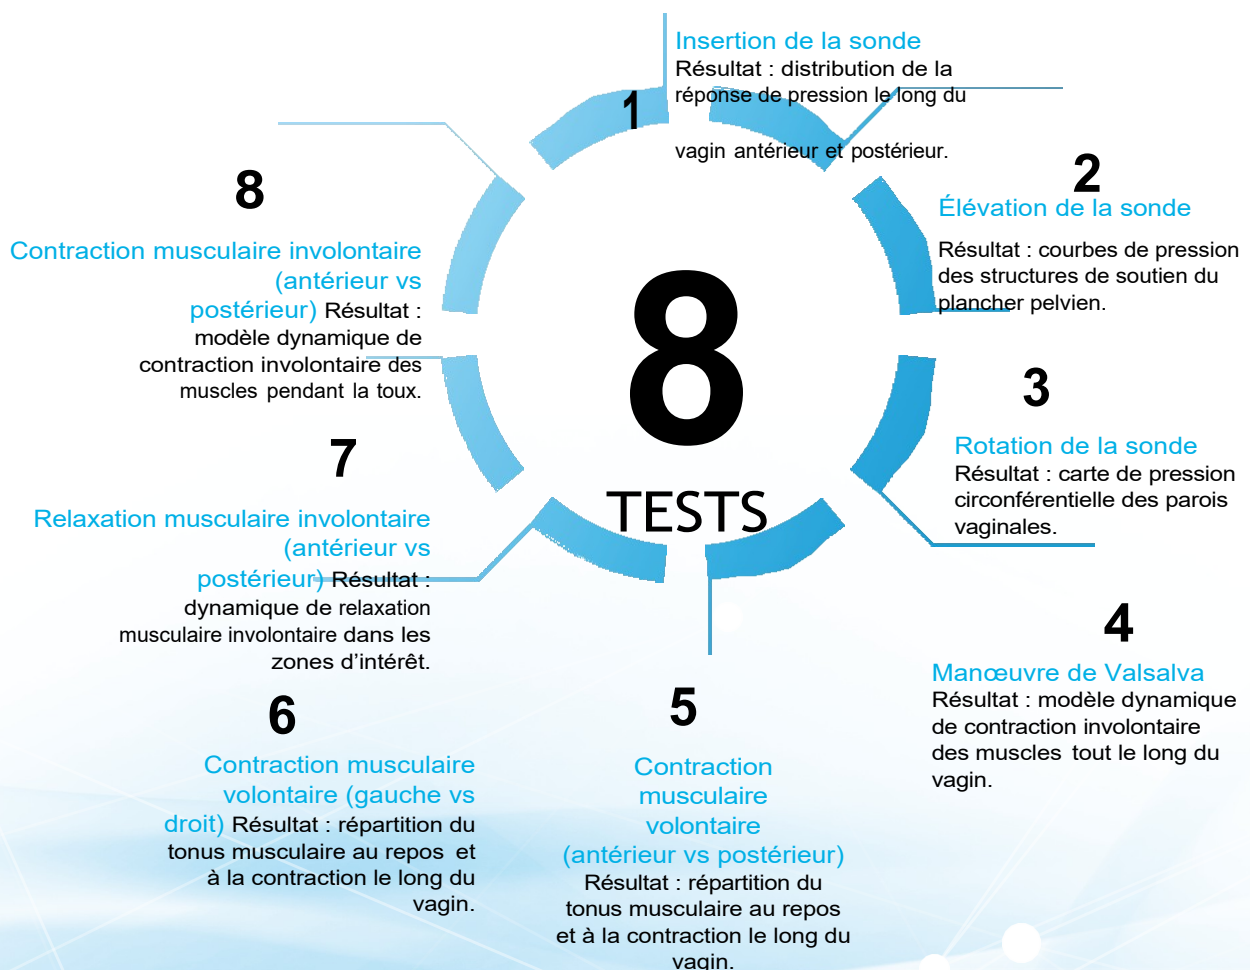 1
Insertion de la sonde
Résultat : distribution de la
réponse de pression le long du
vagin antérieur et postérieur.
2
Élévation de la sonde
Résultat : courbes de pression
des structures de soutien du
plancher pelvien.
3
Rotation de la sonde
Résultat : carte de pression
circonférentielle des parois
vaginales.
4
Manœuvre de Valsalva
Résultat : modèle dynamique
de contraction involontaire
des muscles tout le long du
vagin.
5
Contraction
musculaire
volontaire
(antérieur vs postérieur)
Résultat : répartition du
tonus musculaire au repos
et à la contraction le long du
vagin.
6
Contraction musculaire
volontaire (gauche vs
droit) Résultat : répartition du
tonus musculaire au repos et
à la contraction le long du
vagin.
7
Relaxation musculaire involontaire
(antérieur vs
postérieur) Résultat :
dynamique de relaxation
musculaire involontaire dans les
zones d’intérêt.
8
Contraction musculaire involontaire
(antérieur vs
postérieur) Résultat :
modèle dynamique de
contraction involontaire des
muscles pendant la toux.
8
TESTS